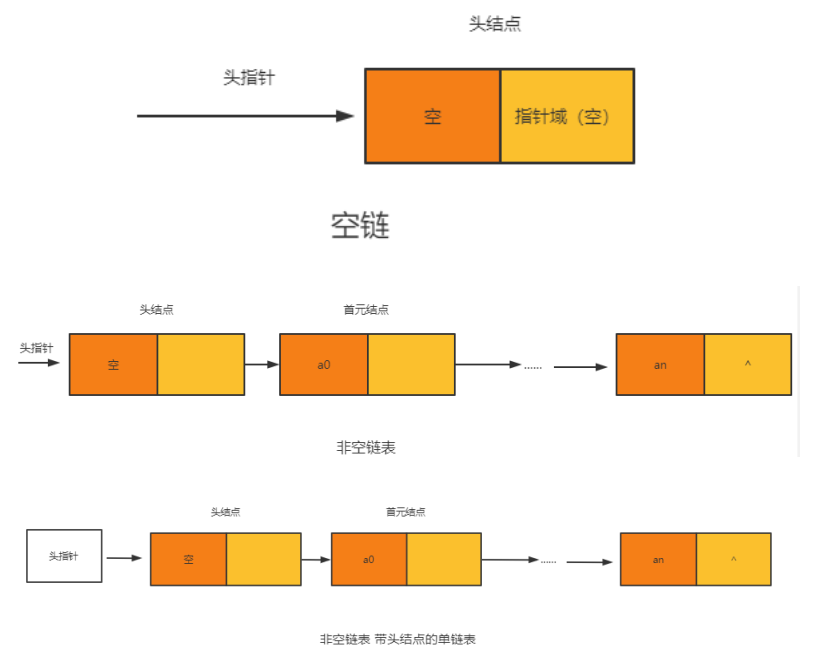 头结点
头指针
空 指针域（空）
空链
头结点 首元结点
头指针
空 a0 ...... an ^
非空链表
头结点 首元结点
头指针 空 a0 ...... an ^
非空链表 带头结点的单链表